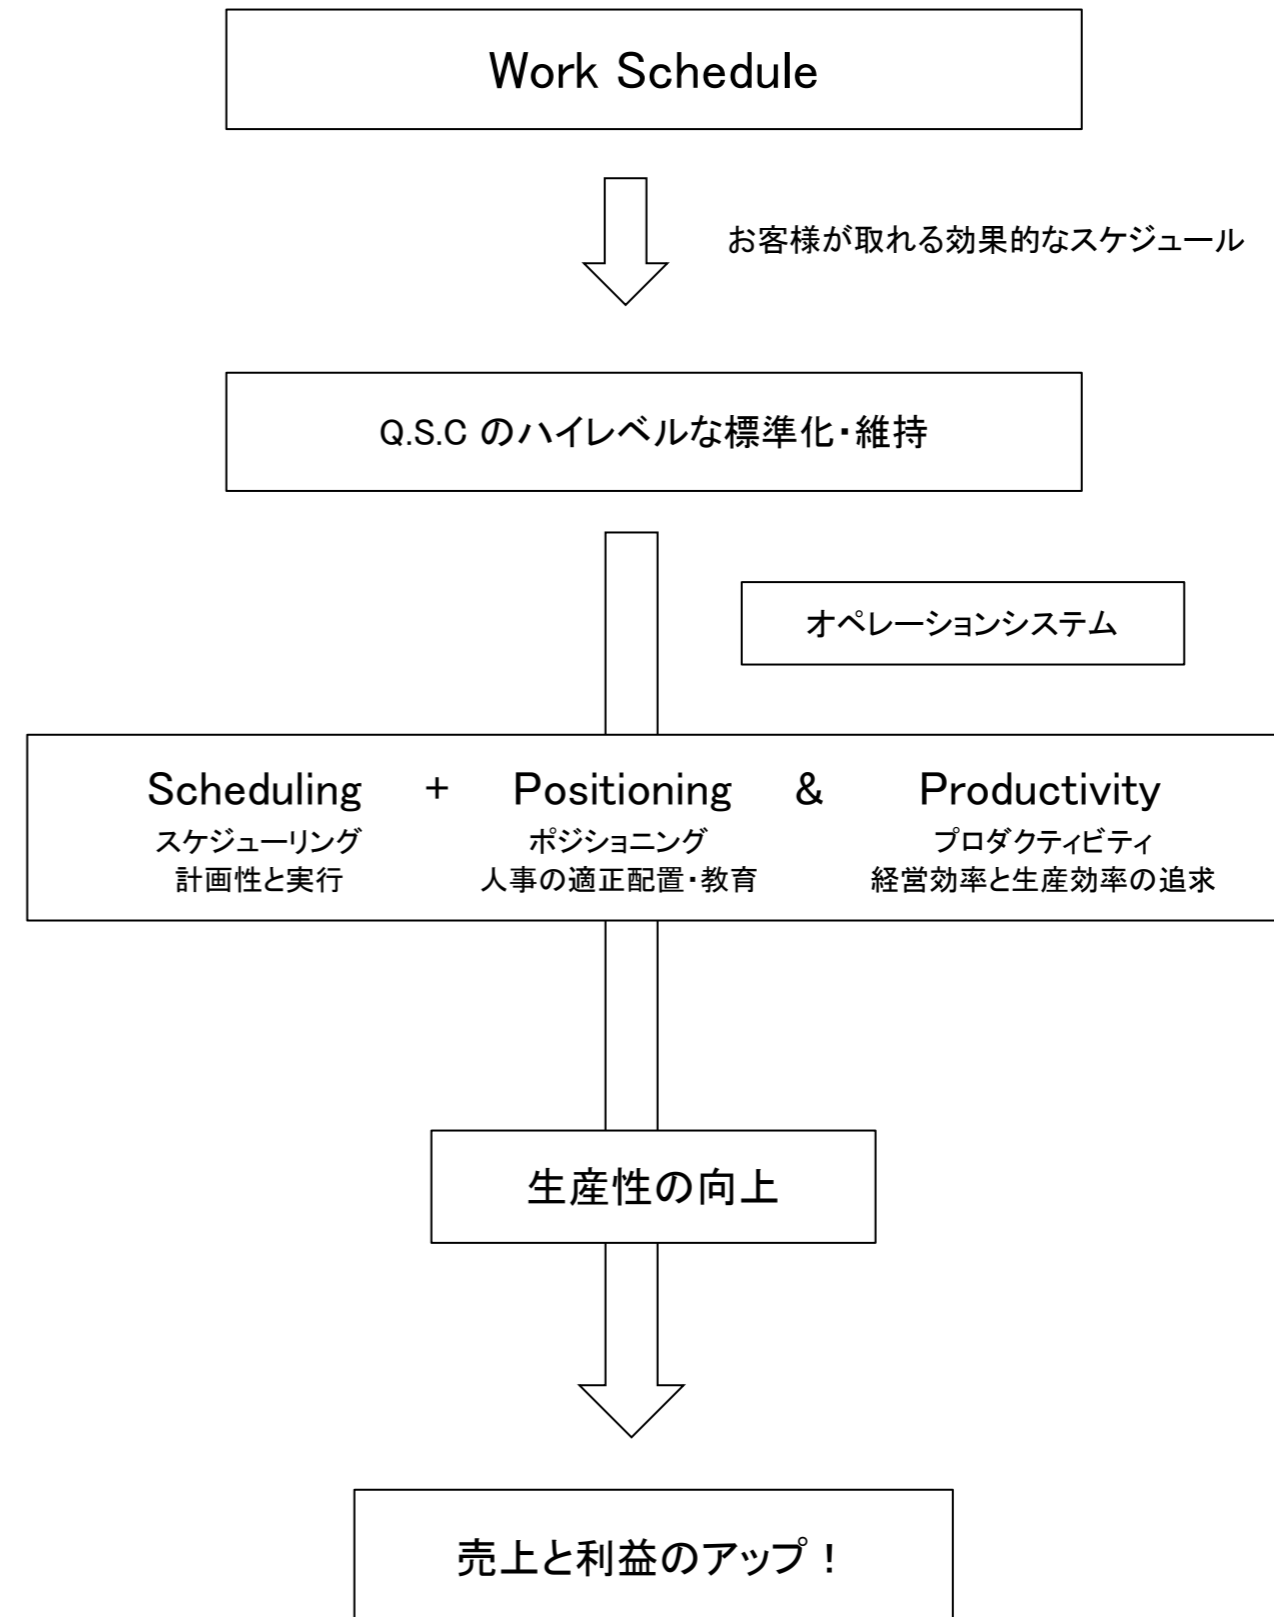 Work Schedule
お客様が取れる効果的なスケジュール
Q.S.C のハイレベルな標準化・維持
オペレーションシステム
Scheduling + Positioning & Productivity
スケジューリング ポジショニング プロダクティビティ
計画性と実行 人事の適正配置・教育 経営効率と生産効率の追求
生産性の向上
売上と利益のアップ！